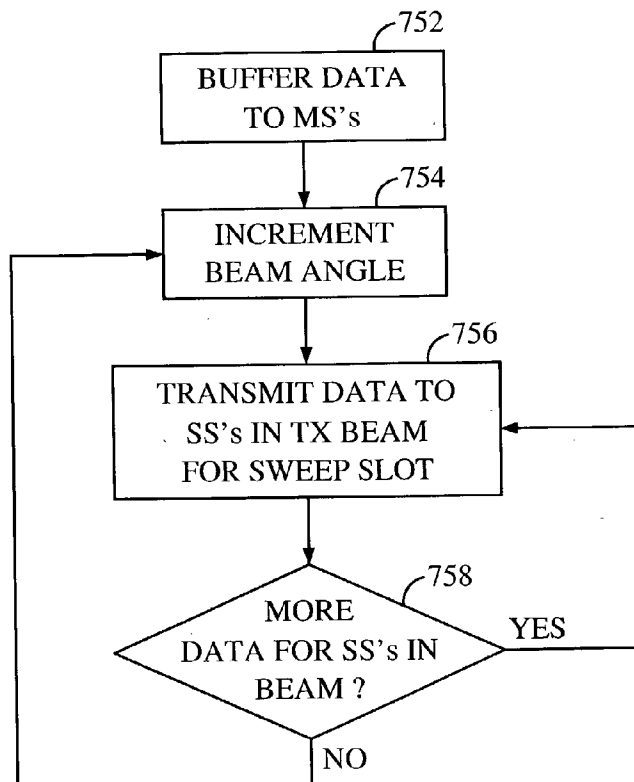 752
BUFFER DATA
TO MS's
754
INCREMENT
BEAM ANGLE
756
TRANSMIT DATA TO
SS's IN TX BEAM
FOR SWEEP SLOT
758
MORE
DATA FOR SS's IN
BEAM ?
YES
NO